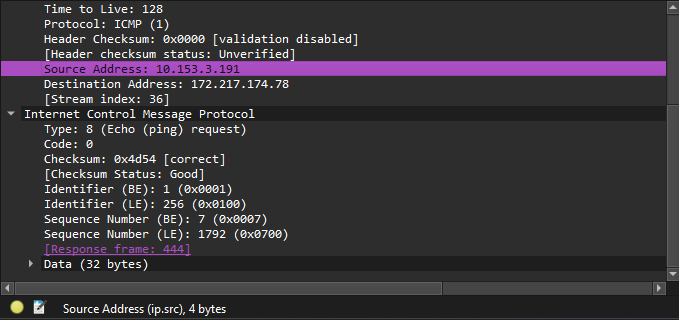 Time to Live: 128
Protocol: ICMP (1)
Header Checksum: 0x0000 [validation disabled]
[Header checksum status: Unverified]
Source Address: 10.153.3.191
Destination Address: 172.217.174.78
[Stream index: 36]
Internet Control Message Protocol
Type: 8 (Echo (ping) request)
Code: 0
Checksum: 0x4d54 [correct]
[Checksum Status: Good]
Identifier (BE): 1 (0x0001)
Identifier (LE): 256 (0x0100)
Sequence Number (BE): 7 (0x0007)
Sequence Number (LE): 1792 (0x0700)
[Response frame: 444]
Data (32 bytes)
Source Address (ip.src), 4 bytes